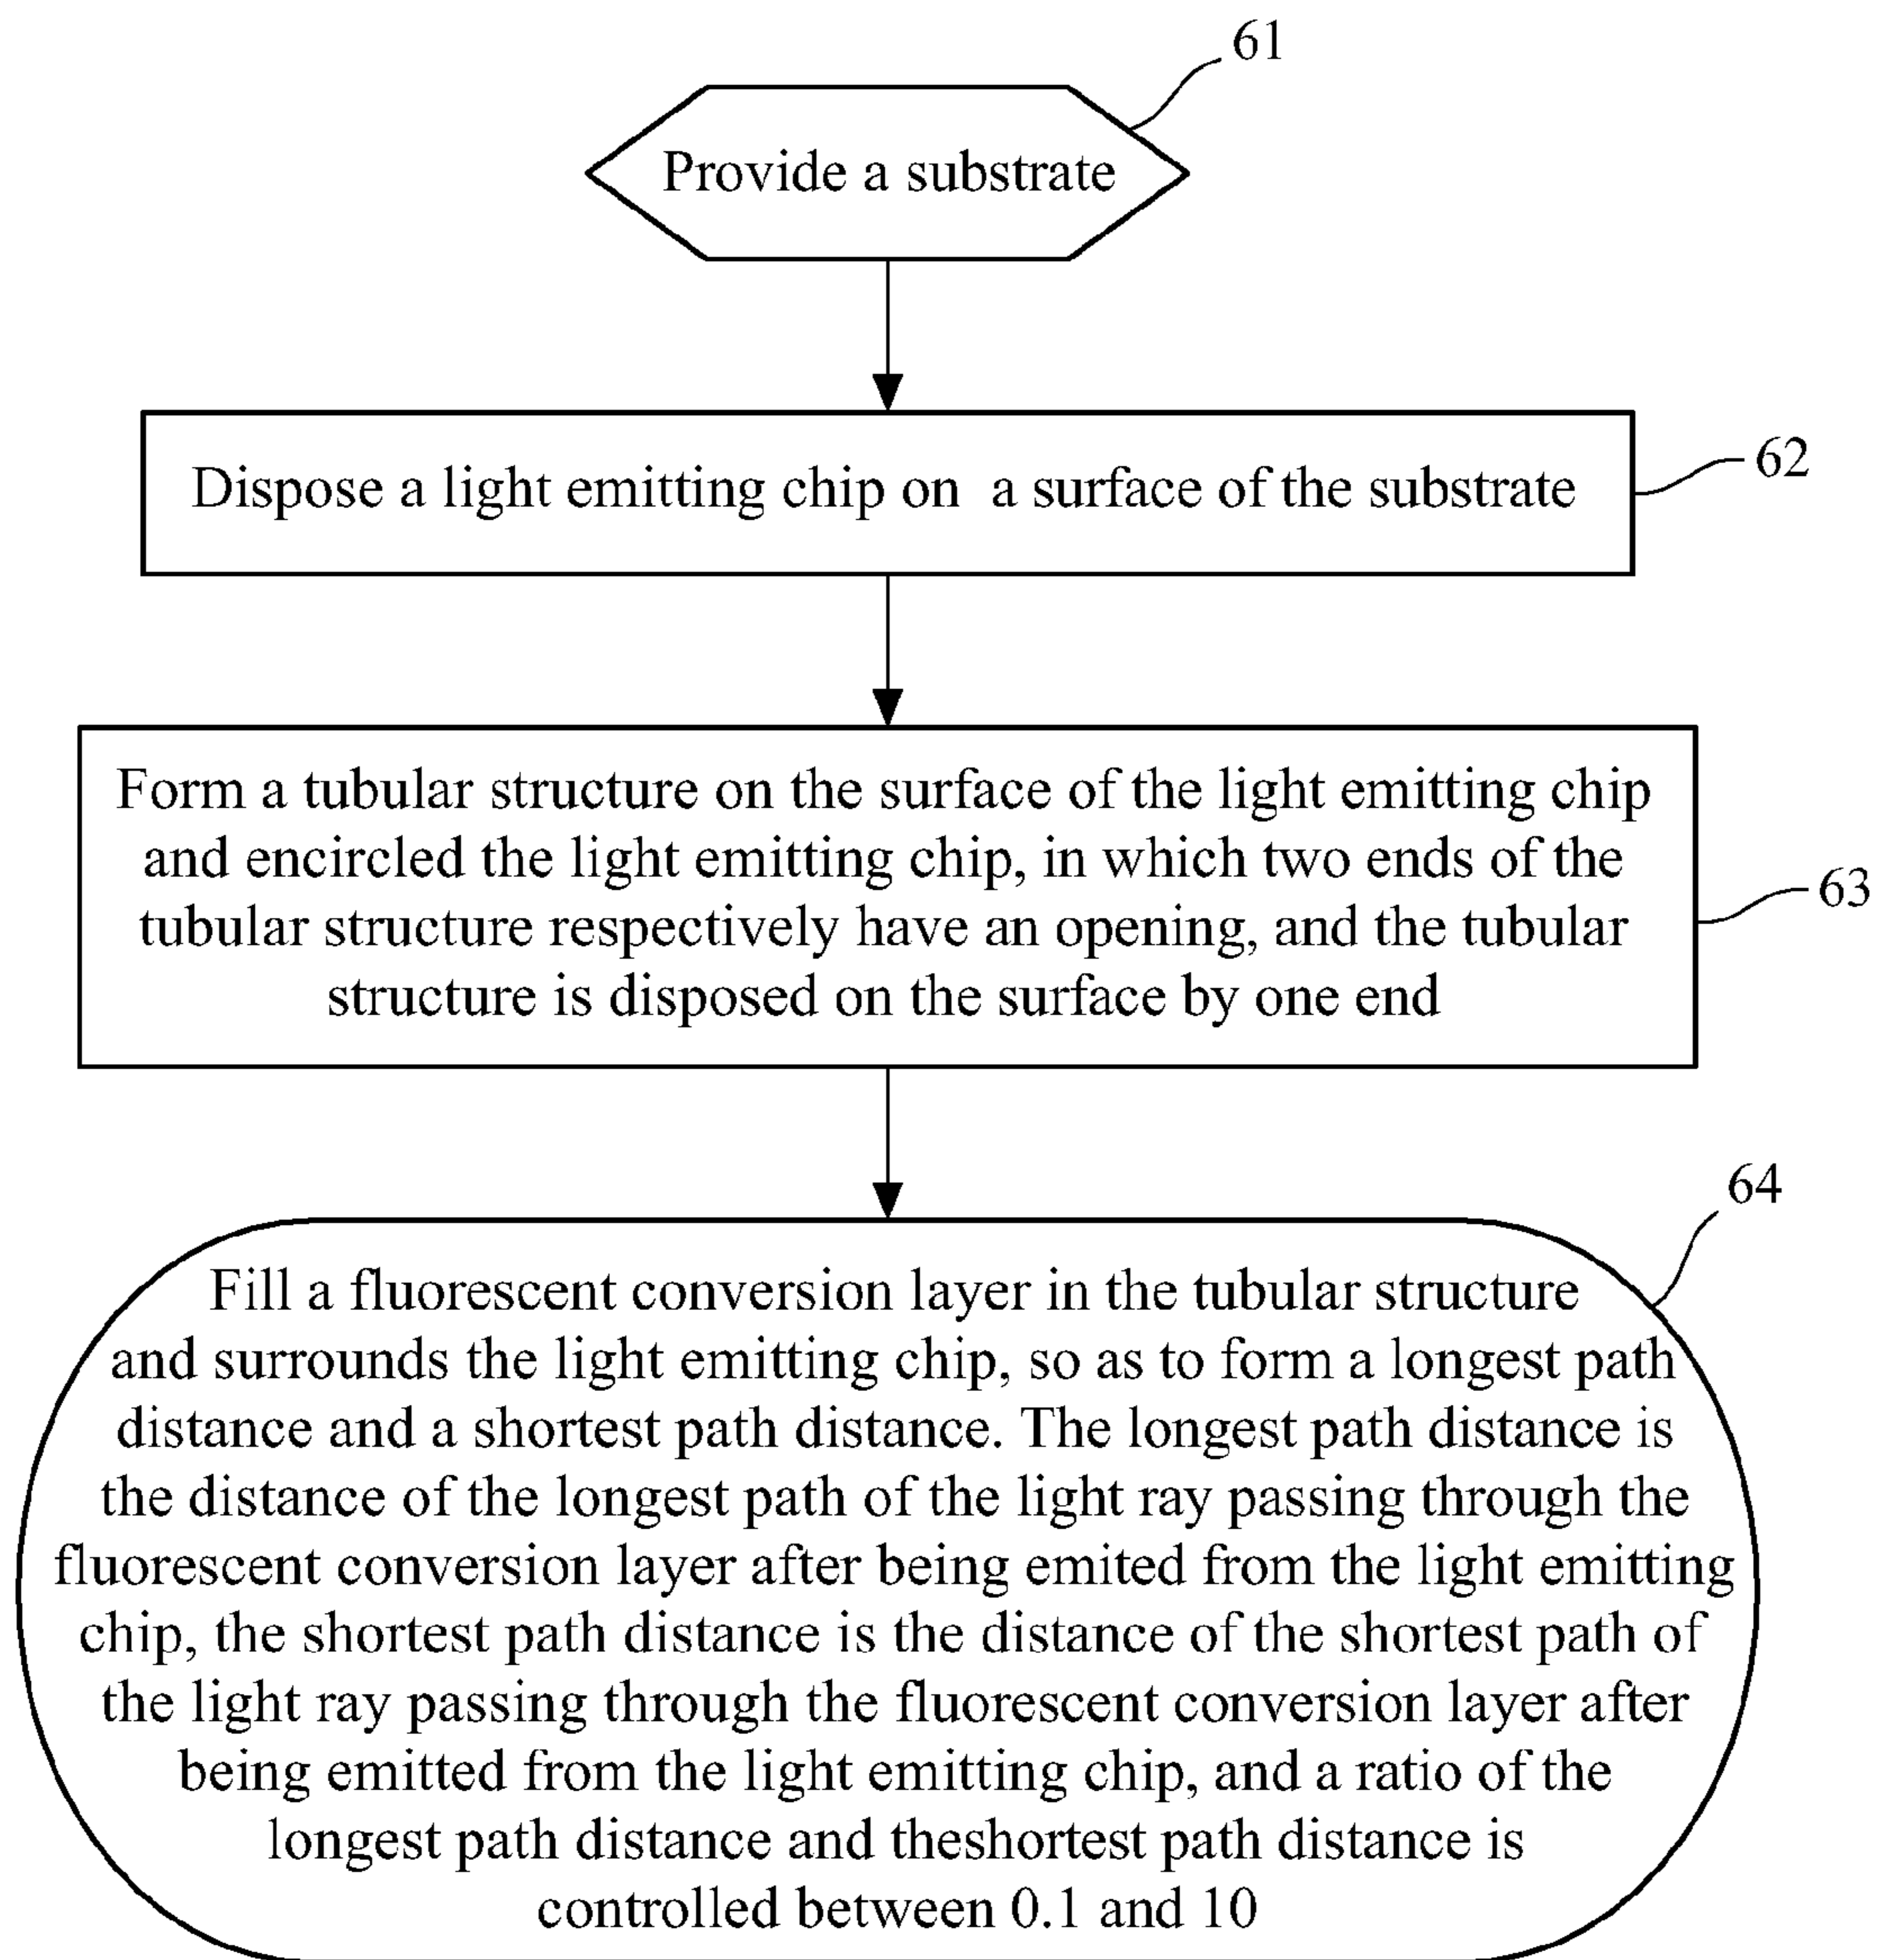 61
Provide a substrate
Dispose a light emitting chip on a surface of the substrate
62
Form a tubular structure on the surface of the light emitting chip
and encircled the light emitting chip, in which two ends of the
tubular structure respectively have an opening, and the tubular
structure is disposed on the surface by one end
63
64
Fill a fluorescent conversion layer in the tubular structure
and surrounds the light emitting chip, so as to form a longest path
distance and a shortest path distance. The longest path distance is
the distance of the longest path of the light ray passing through the
fluorescent conversion layer after being emited from the light emitting
chip, the shortest path distance is the distance of the shortest path of
the light ray passing through the fluorescent conversion layer after
being emitted from the light emitting chip, and a ratio of the
longest path distance and theshortest path distance is
controlled between 0.1 and 10